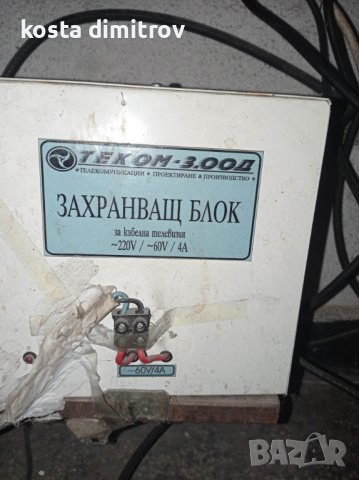 kosta dimitrov
ТЕКОМ-3.ООД
★ТЕЛЕКОМУНИКАЦИИ ★ ПРОЕКТИРАНЕ ★ ПРОИЗВОДСТВО★
ЗАХРАНВАЩ БЛОК
за кабелна телевизия
~220V / ~60V / 4A
~60V/4A
BAZAR